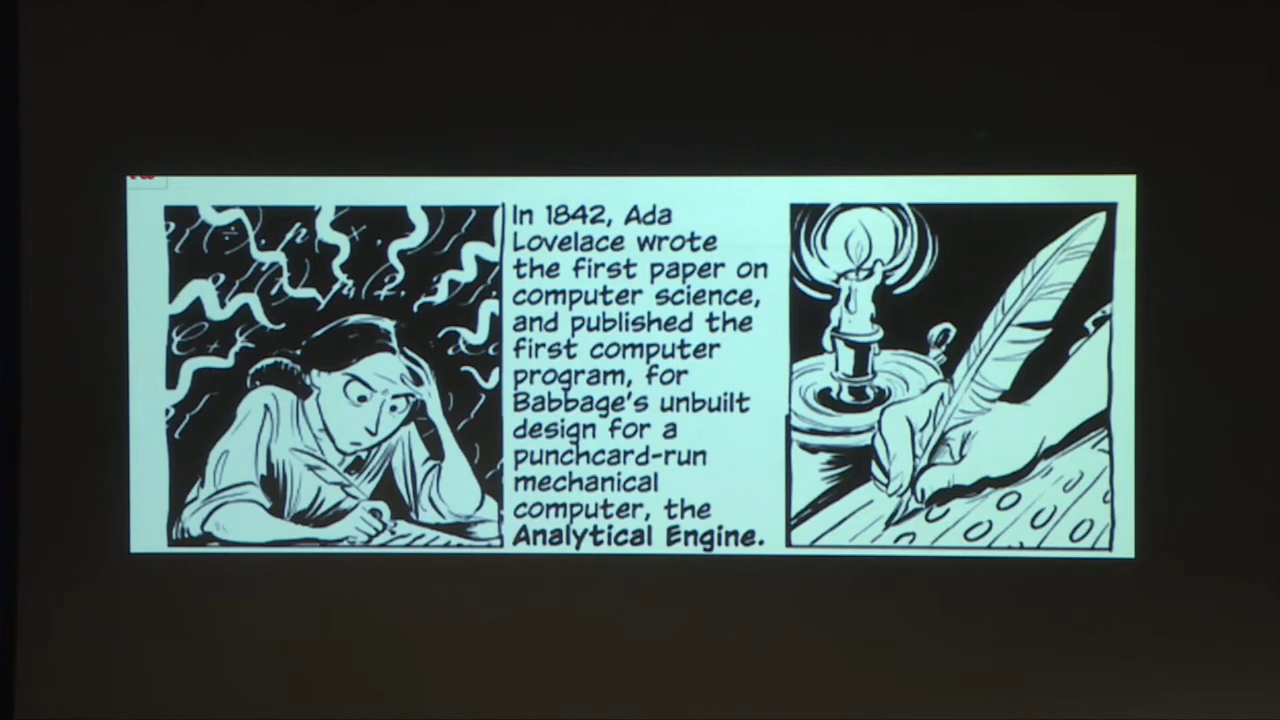 In 1842, Ada
Lovelace wrote
the first paper on
computer science,
and published the
first computer
program, for
Babbage's unbuilt
design for a
punchcard-run
mechanical
computer, the
Analytical Engine.